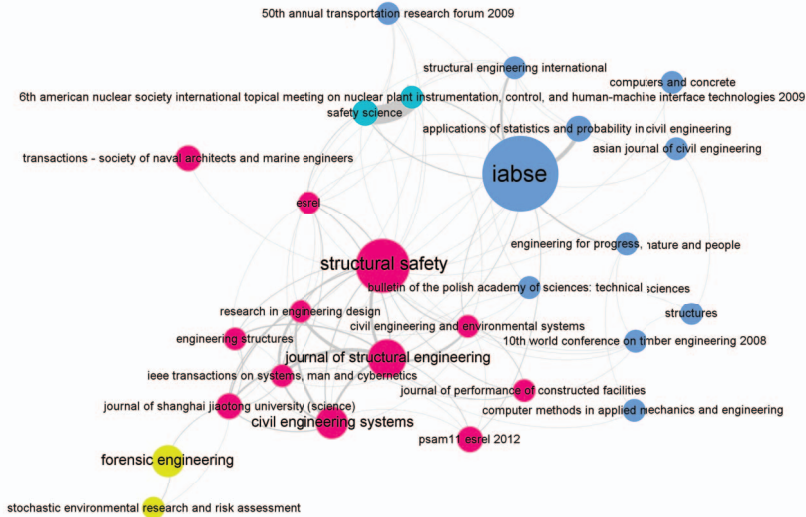 50th annual transportation research forum 2009
structural engineering international
computers and concrete
6th american nuclear society international topical meeting on nuclear plant instrumentation, control, and human-machine interface technologies 2009
safety science
applications of statistics and probability in civil engineering
asian journal of civil engineering
transactions - society of naval architects and marine engineers
iabse
esrel
engineering for progress, nature and people
structural safety
bulletin of the polish academy of sciences: technical sciences
research in engineering design
structures
civil engineering and environmental systems
engineering structures
10th world conference on timber engineering 2008
journal of structural engineering
ieee transactions on systems, man and cybernetics
journal of performance of constructed facilities
journal of shanghai jiaotong university (science)
computer methods in applied mechanics and engineering
civil engineering systems
psam11 esrel 2012
forensic engineering
stochastic environmental research and risk assessment